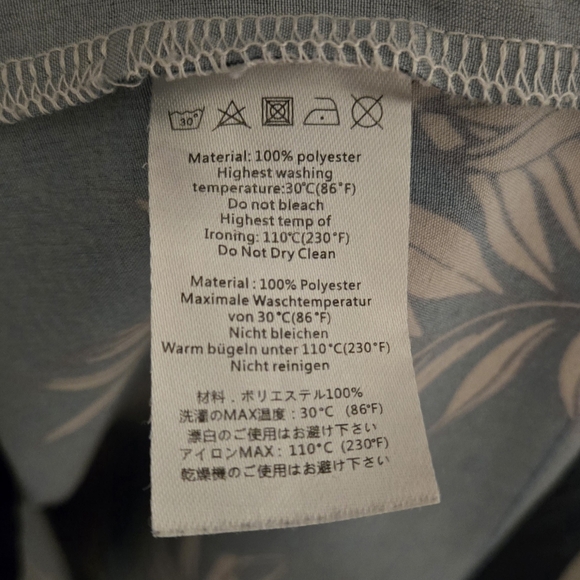 30°
Material: 100% polyester
Highest washing
temperature:30℃(86°F)
Do not bleach
Highest temp of
Ironing: 110℃(230°F)
Do Not Dry Clean
Material : 100% Polyester
Maximale Waschtemperatur
von 30℃(86°F)
Nicht bleichen
Warm bügeln unter 110°C(230°F)
Nicht reinigen
材料．ポリエステル100%
洗濯のMAX温度：30℃ (86°F)
漂白のご使用はお避け下さい
アイロンMAX：110℃ (230°F)
乾燥機のご使用はお避け下さい